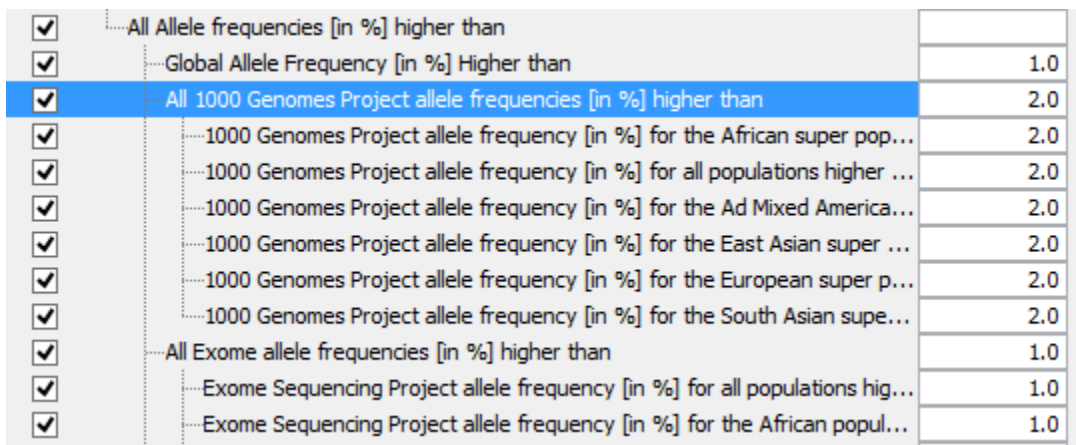 All Allele frequencies [in %] higher than
Global Allele Frequency [in %] Higher than 1.0
All 1000 Genomes Project allele frequencies [in %] higher than 2.0
1000 Genomes Project allele frequency [in %] for the African super pop... 2.0
1000 Genomes Project allele frequency [in %] for all populations higher ... 2.0
1000 Genomes Project allele frequency [in %] for the Ad Mixed America... 2.0
1000 Genomes Project allele frequency [in %] for the East Asian super ... 2.0
1000 Genomes Project allele frequency [in %] for the European super p... 2.0
1000 Genomes Project allele frequency [in %] for the South Asian supe... 2.0
All Exome allele frequencies [in %] higher than 1.0
Exome Sequencing Project allele frequency [in %] for all populations hig... 1.0
Exome Sequencing Project allele frequency [in %] for the African popul... 1.0